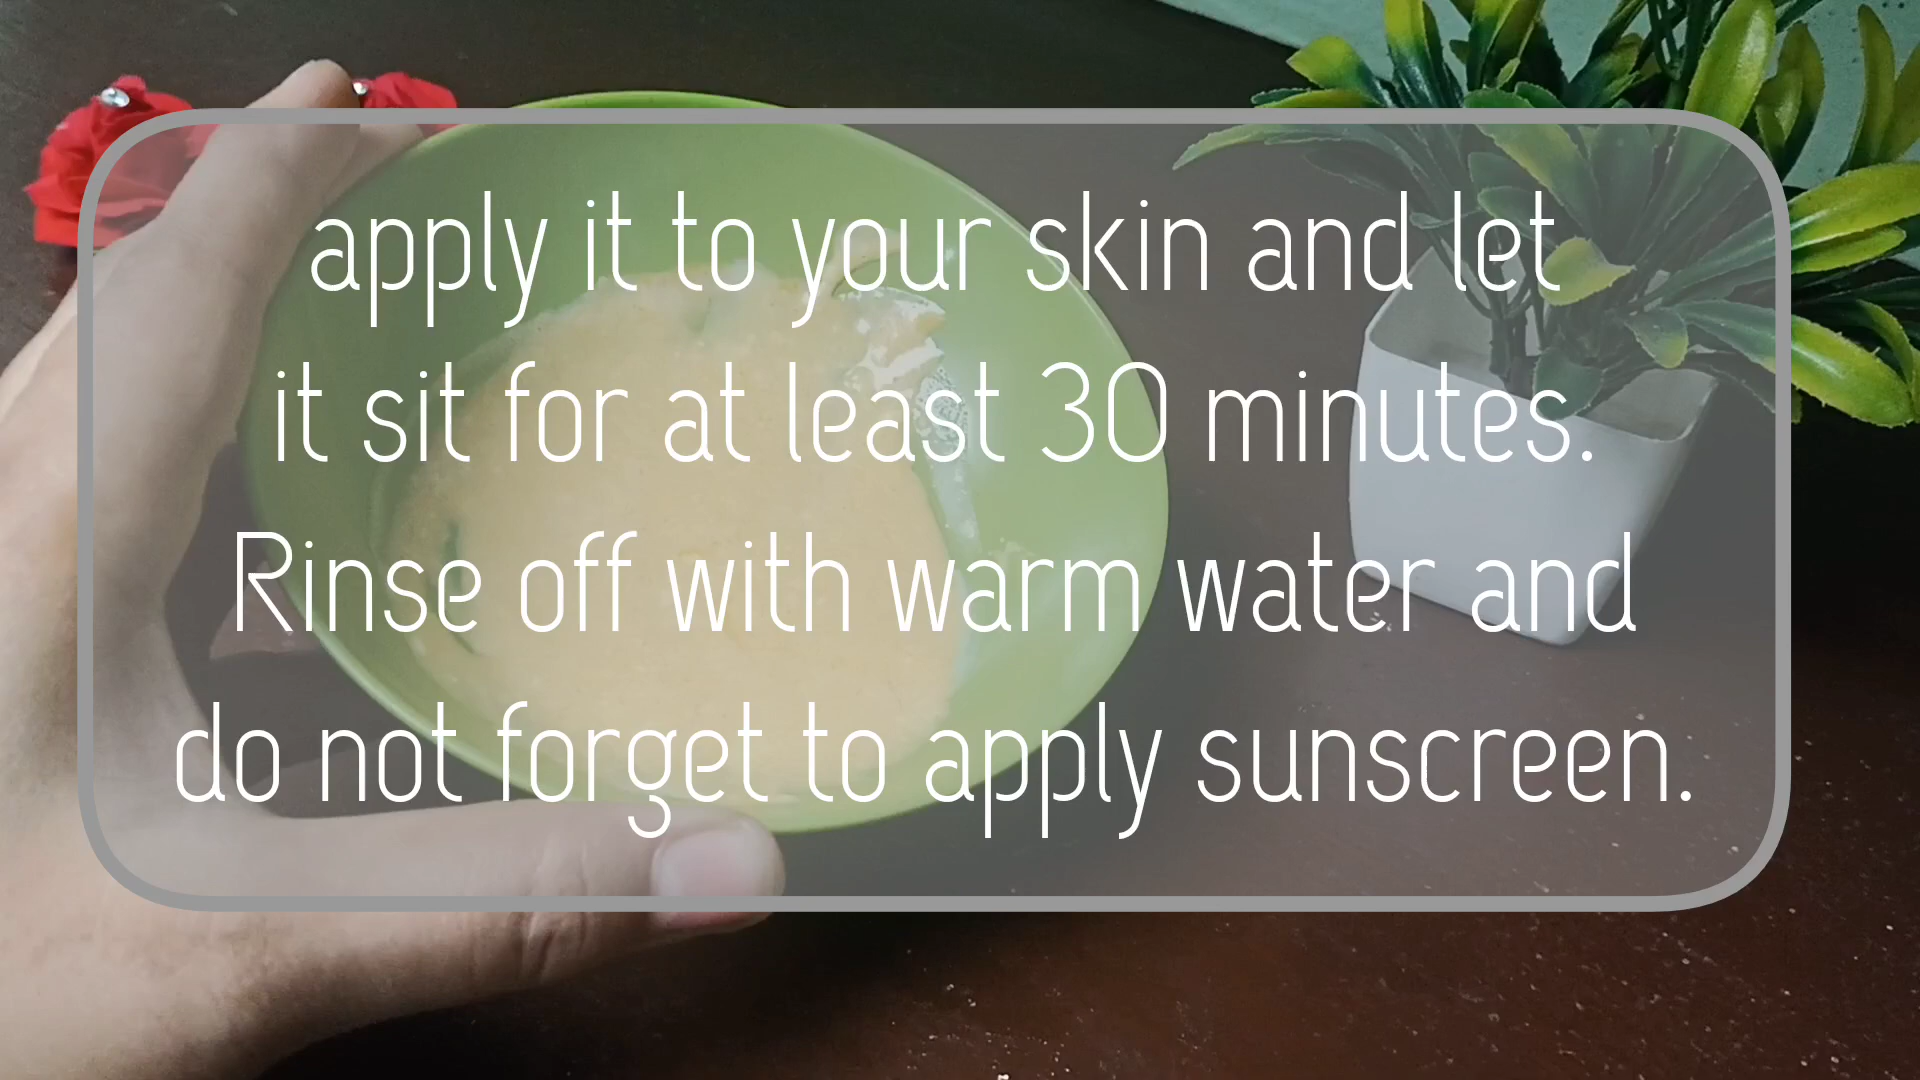 apply it to your skin and let
it sit for at least 30 minutes.
Rinse off with warm water and
do not forget to apply sunscreen.